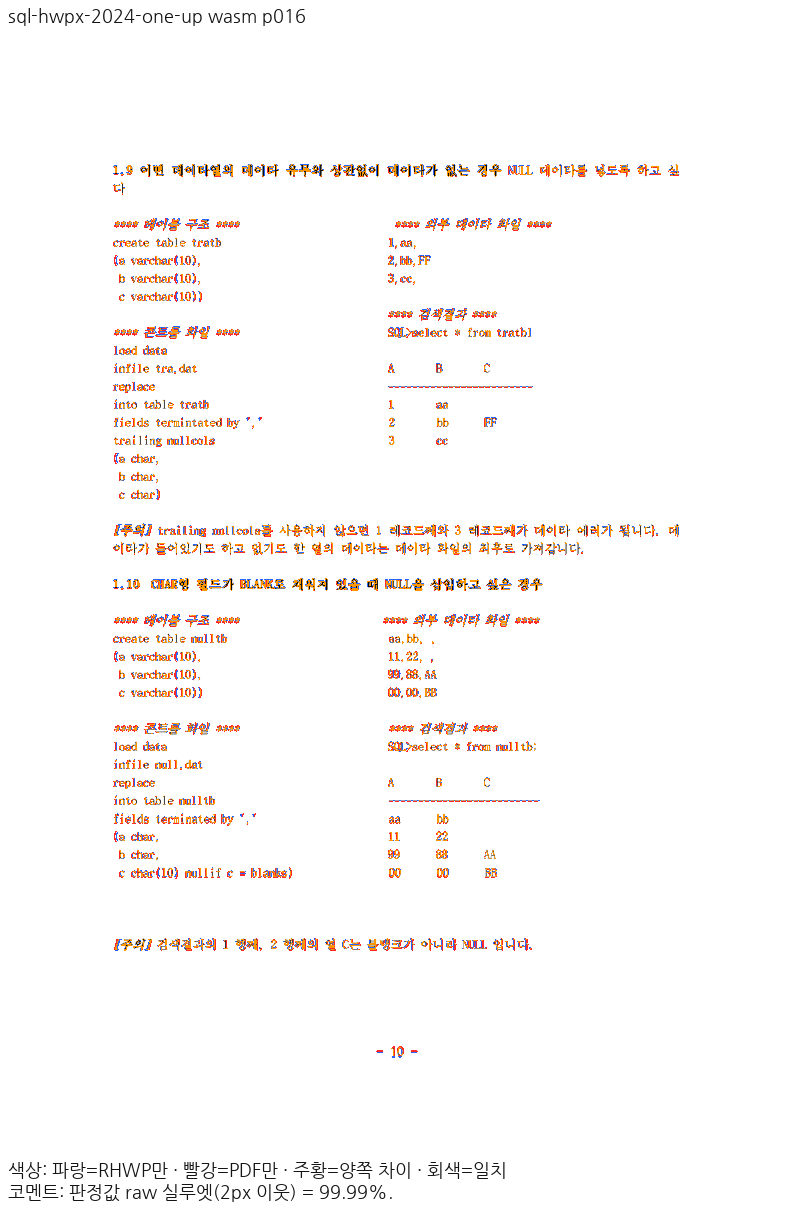 sql-hwpx-2024-one-up wasm p016
1.9 어떤 데이타열의 데이타 유무와 상관없이 데이타가 없는 경우 NULL 데이타를 넣도록 하고 싶
다
**** 테이블 구조 ****
create table tratb
(a varchar(10),
b varchar(10),
c varchar(10))
**** 콘트롤 화일 ****
load data
infile tra.dat
replace
into table tratb
fields termintated by ","
trailing nullcols
(a char,
b char,
c char)
**** 외부 데이타 화일 ****
1,aa,
2,bb,FF
3,cc,
**** 검색결과 ****
SQL>select * from tratbl
A B C
-------------------------
1 aa
2 bb FF
3 cc
[주의] trailing nullcols를 사용하지 않으면 1 레코드째와 3 레코드째가 데이타 에러가 됩니다. 데
이타가 들어있기도 하고 없기도 한 열의 데이타는 데이타 화일의 최후로 가져갑니다.
1.10 CHAR형 필드가 BLANK로 채워져 있을 때 NULL을 삽입하고 싶은 경우
**** 테이블 구조 ****
create table nulltb
(a varchar(10),
b varchar(10),
c varchar(10))
**** 콘트롤 화일 ****
load data
infile null.dat
replace
into table nulltb
fields terminated by ","
(a char,
b char,
c char(10) nullif c = blanks)
**** 외부 데이타 화일 ****
aa,bb, ,
11,22, ,
99,88,AA
00,00,BB
**** 검색결과 ****
SQL>select * from nulltb;
A B C
--------------------------
aa bb
11 22
99 88 AA
00 00 BB
[주의] 검색결과의 1 행째, 2 행째의 열 C는 블랭크가 아니라 NULL 입니다.
- 10 -
색상: 파랑=RHWP만 · 빨강=PDF만 · 주황=양쪽 차이 · 회색=일치
코멘트: 판정값 raw 실루엣(2px 이웃) = 99.99%.